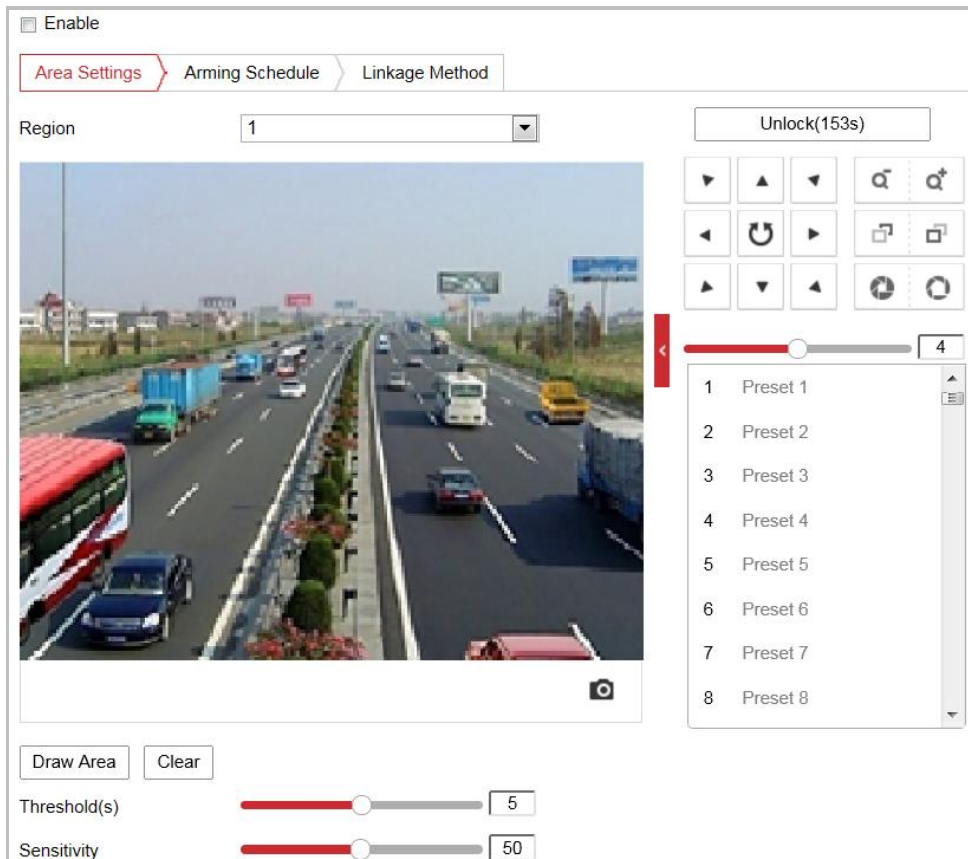 Enable
Area Settings
Arming Schedule
Linkage Method
Region
1
Unlock(153s)
4
1 Preset 1
2 Preset 2
3 Preset 3
4 Preset 4
5 Preset 5
6 Preset 6
7 Preset 7
8 Preset 8
Draw Area
Clear
Threshold(s)
5
Sensitivity
50